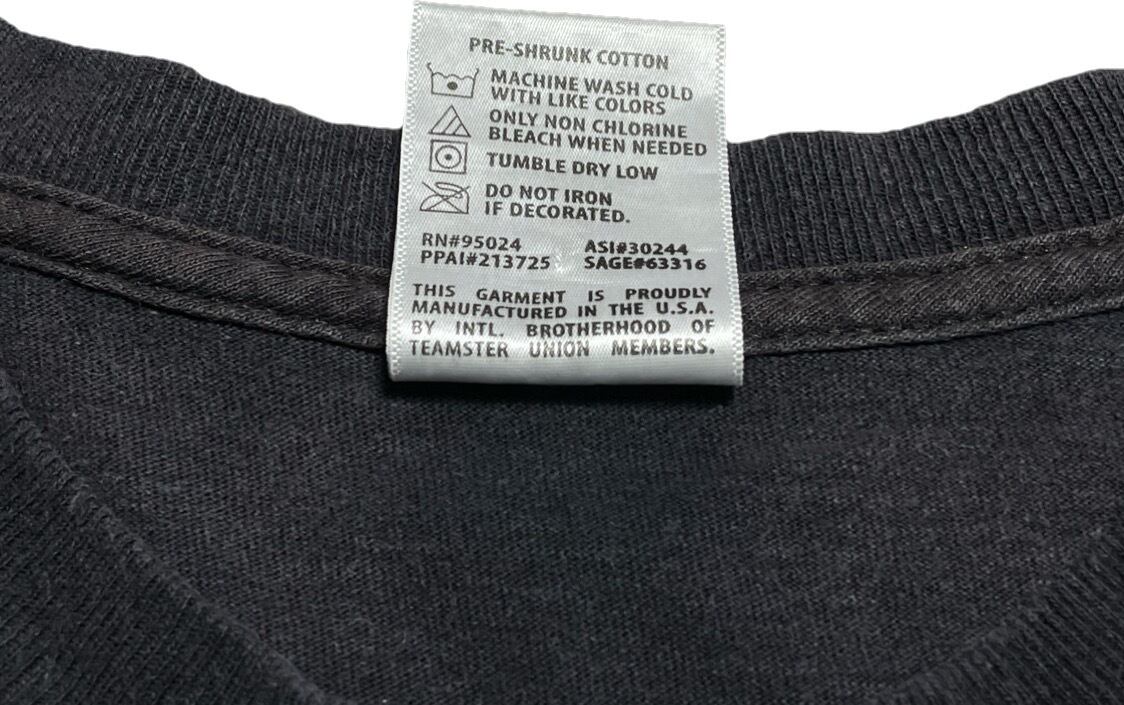 PRE-SHRUNK COTTON
MACHINE WASH COLD
WITH LIKE COLORS
ONLY NON CHLORINE
BLEACH WHEN NEEDED
TUMBLE DRY LOW
DO NOT IRON
IF DECORATED.
RN#95024 ASI#30244
PPAI#213725 SAGE#63316
THIS GARMENT IS PROUDLY
MANUFACTURED IN THE U.S.A.
BY INTL. BROTHERHOOD OF
TEAMSTER UNION MEMBERS.